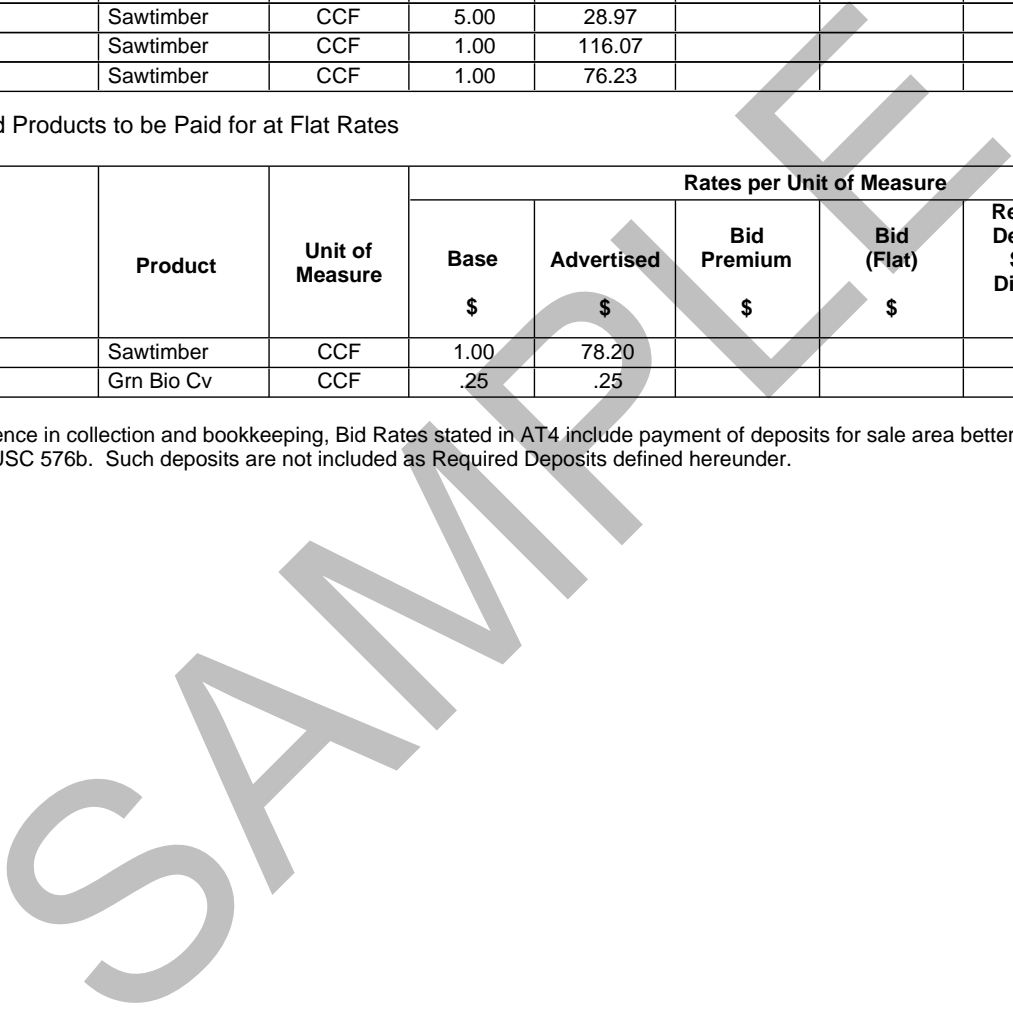 Sawtimber CCF 5.00 28.97
Sawtimber CCF 1.00 116.07
Sawtimber CCF 1.00 76.23
Products to be Paid for at Flat Rates
Rates per Unit of Measure
Product Unit of Measure Base $ Advertised $ Bid Premium $ Bid (Flat) $
Sawtimber CCF 1.00 78.20
Grn Bio Cv CCF .25 .25
in collection and bookkeeping, Bid Rates stated in AT4 include payment of deposits for sale area
USC 576b. Such deposits are not included as Required Deposits defined hereunder.
SAMPLE